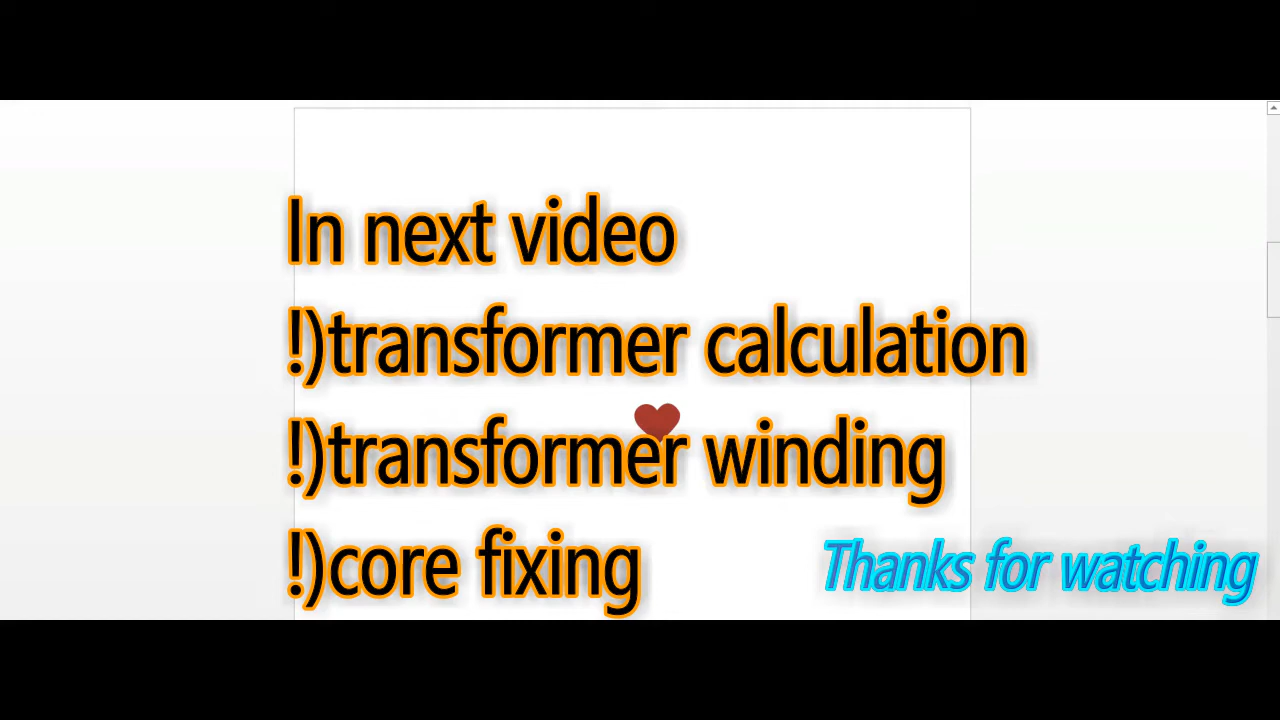 In next video
!)transformer calculation
!)transformer winding
!)core fixing
Thanks for watching